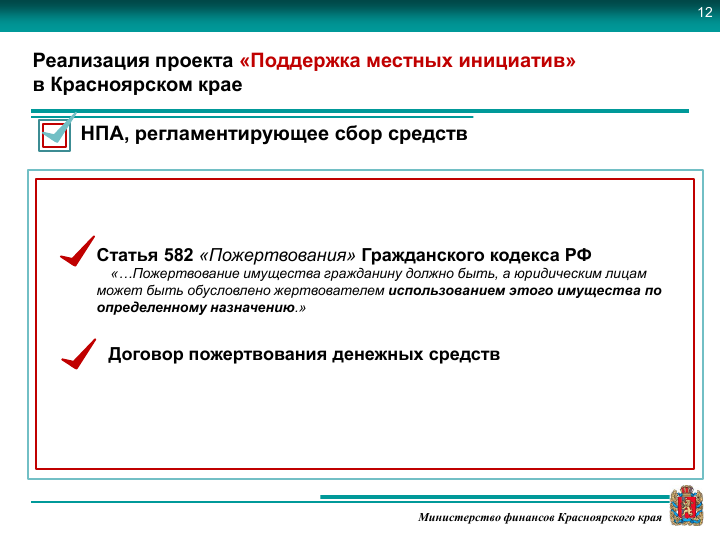 12
Реализация проекта «Поддержка местных инициатив»
в Красноярском крае
НПА, регламентирующее сбор средств
Статья 582 «Пожертвования» Гражданского кодекса РФ
«…Пожертвование имущества гражданину должно быть, а юридическим лицам
может быть обусловлено жертвователем использованием этого имущества по
определенному назначению.»
Договор пожертвования денежных средств
Министерство финансов Красноярского края